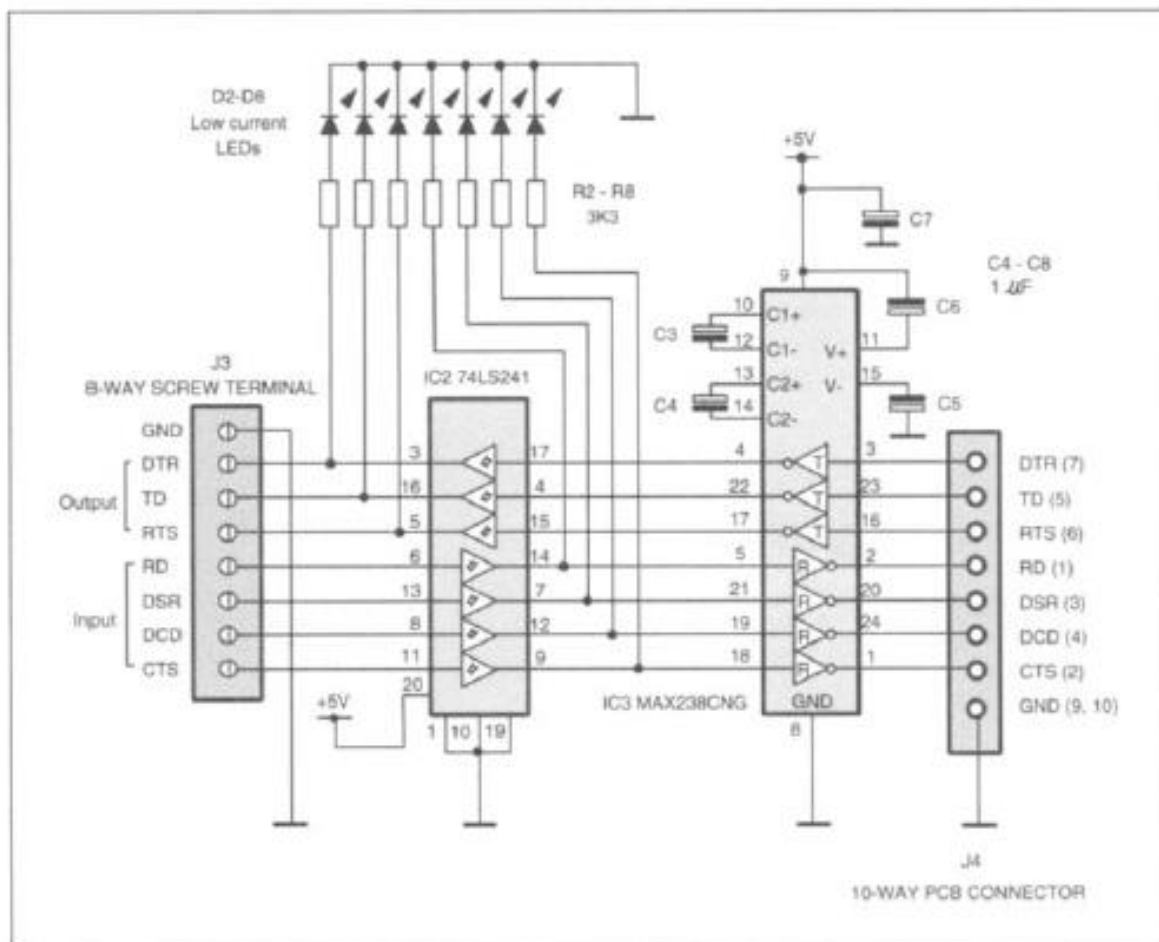 D2-D8
Low current
LEDs
R2 - R8
3K3
+5V
C7
C4 - C8
1 µF
C6
9
10
C1+
C3
12
C1-
V+
11
13
C2+
V-
15
C4
14
C2-
C5
J3
8-WAY SCREW TERMINAL
IC2 74LS241
GND
Output
DTR
3
17
4
T
3
DTR (7)
TD
16
4
22
T
23
TD (5)
RTS
5
15
17
T
16
RTS (6)
Input
RD
6
14
5
R
2
RD (1)
DSR
13
7
21
R
20
DSR (3)
DCD
8
12
19
R
24
DCD (4)
CTS
11
9
18
R
1
CTS (2)
20
+5V
1
10
19
IC3 MAX238CNG
GND
8
GND (9, 10)
J4
10-WAY PCB CONNECTOR